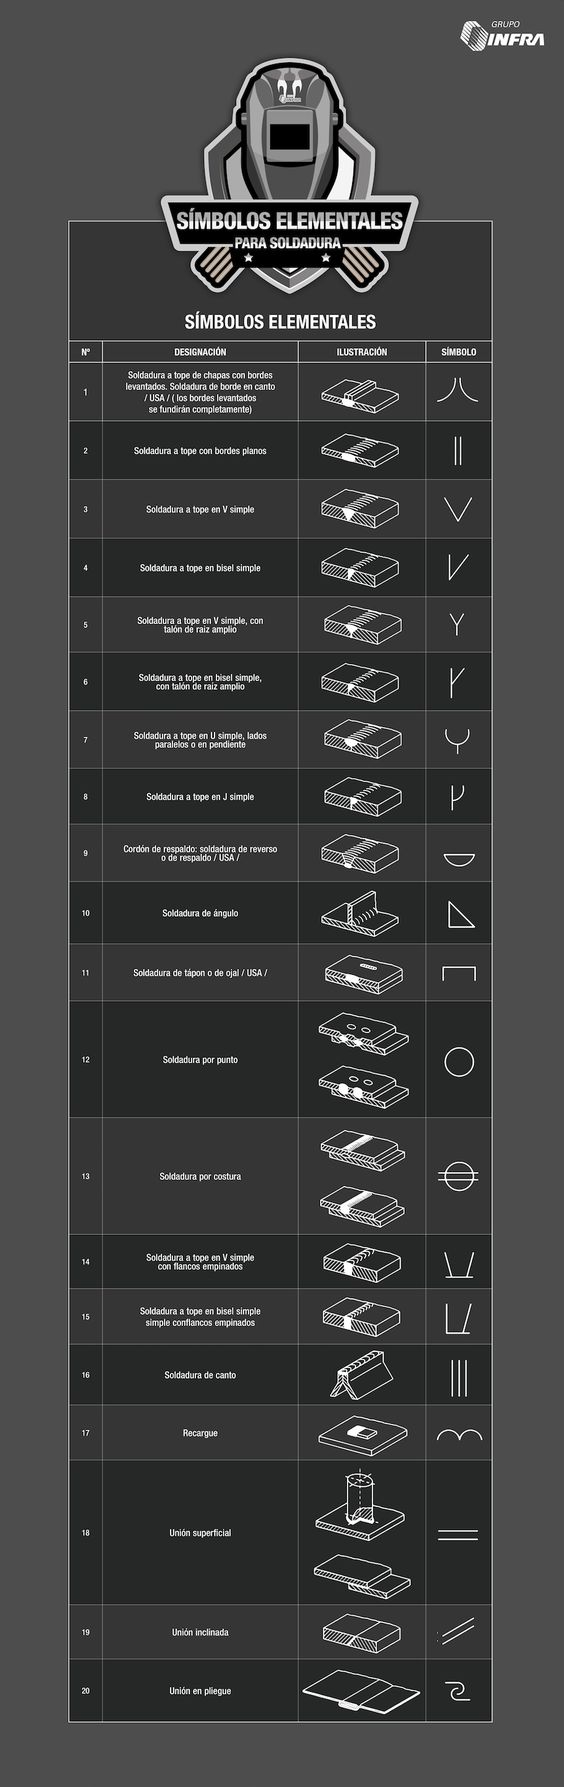 GRUPO
INFRA
SÍMBOLOS ELEMENTALES
PARA SOLDADURA
SÍMBOLOS ELEMENTALES
Nº DESIGNACIÓN ILUSTRACIÓN SÍMBOLO
1 Soldadura a tope de chapas con bordes
levantados. Soldadura de borde en canto
/ USA / ( los bordes levantados
se fundirán completamente)
2 Soldadura a tope con bordes planos
3 Soldadura a tope en V simple
4 Soldadura a tope en bisel simple
5 Soldadura a tope en V simple, con
talón de raiz amplio
6 Soldadura a tope en bisel simple,
con talón de raiz amplio
7 Soldadura a tope en U simple, lados
paralelos o en pendiente
8 Soldadura a tope en J simple
9 Cordón de respaldo: soldadura de reverso
o de respaldo / USA /
10 Soldadura de ángulo
11 Soldadura de tápon o de ojal / USA /
12 Soldadura por punto
13 Soldadura por costura
14 Soldadura a tope en V simple
con flancos empinados
15 Soldadura a tope en bisel simple
simple conflancos empinados
16 Soldadura de canto
17 Recargue
18 Unión superficial
19 Unión inclinada
20 Unión en pliegue